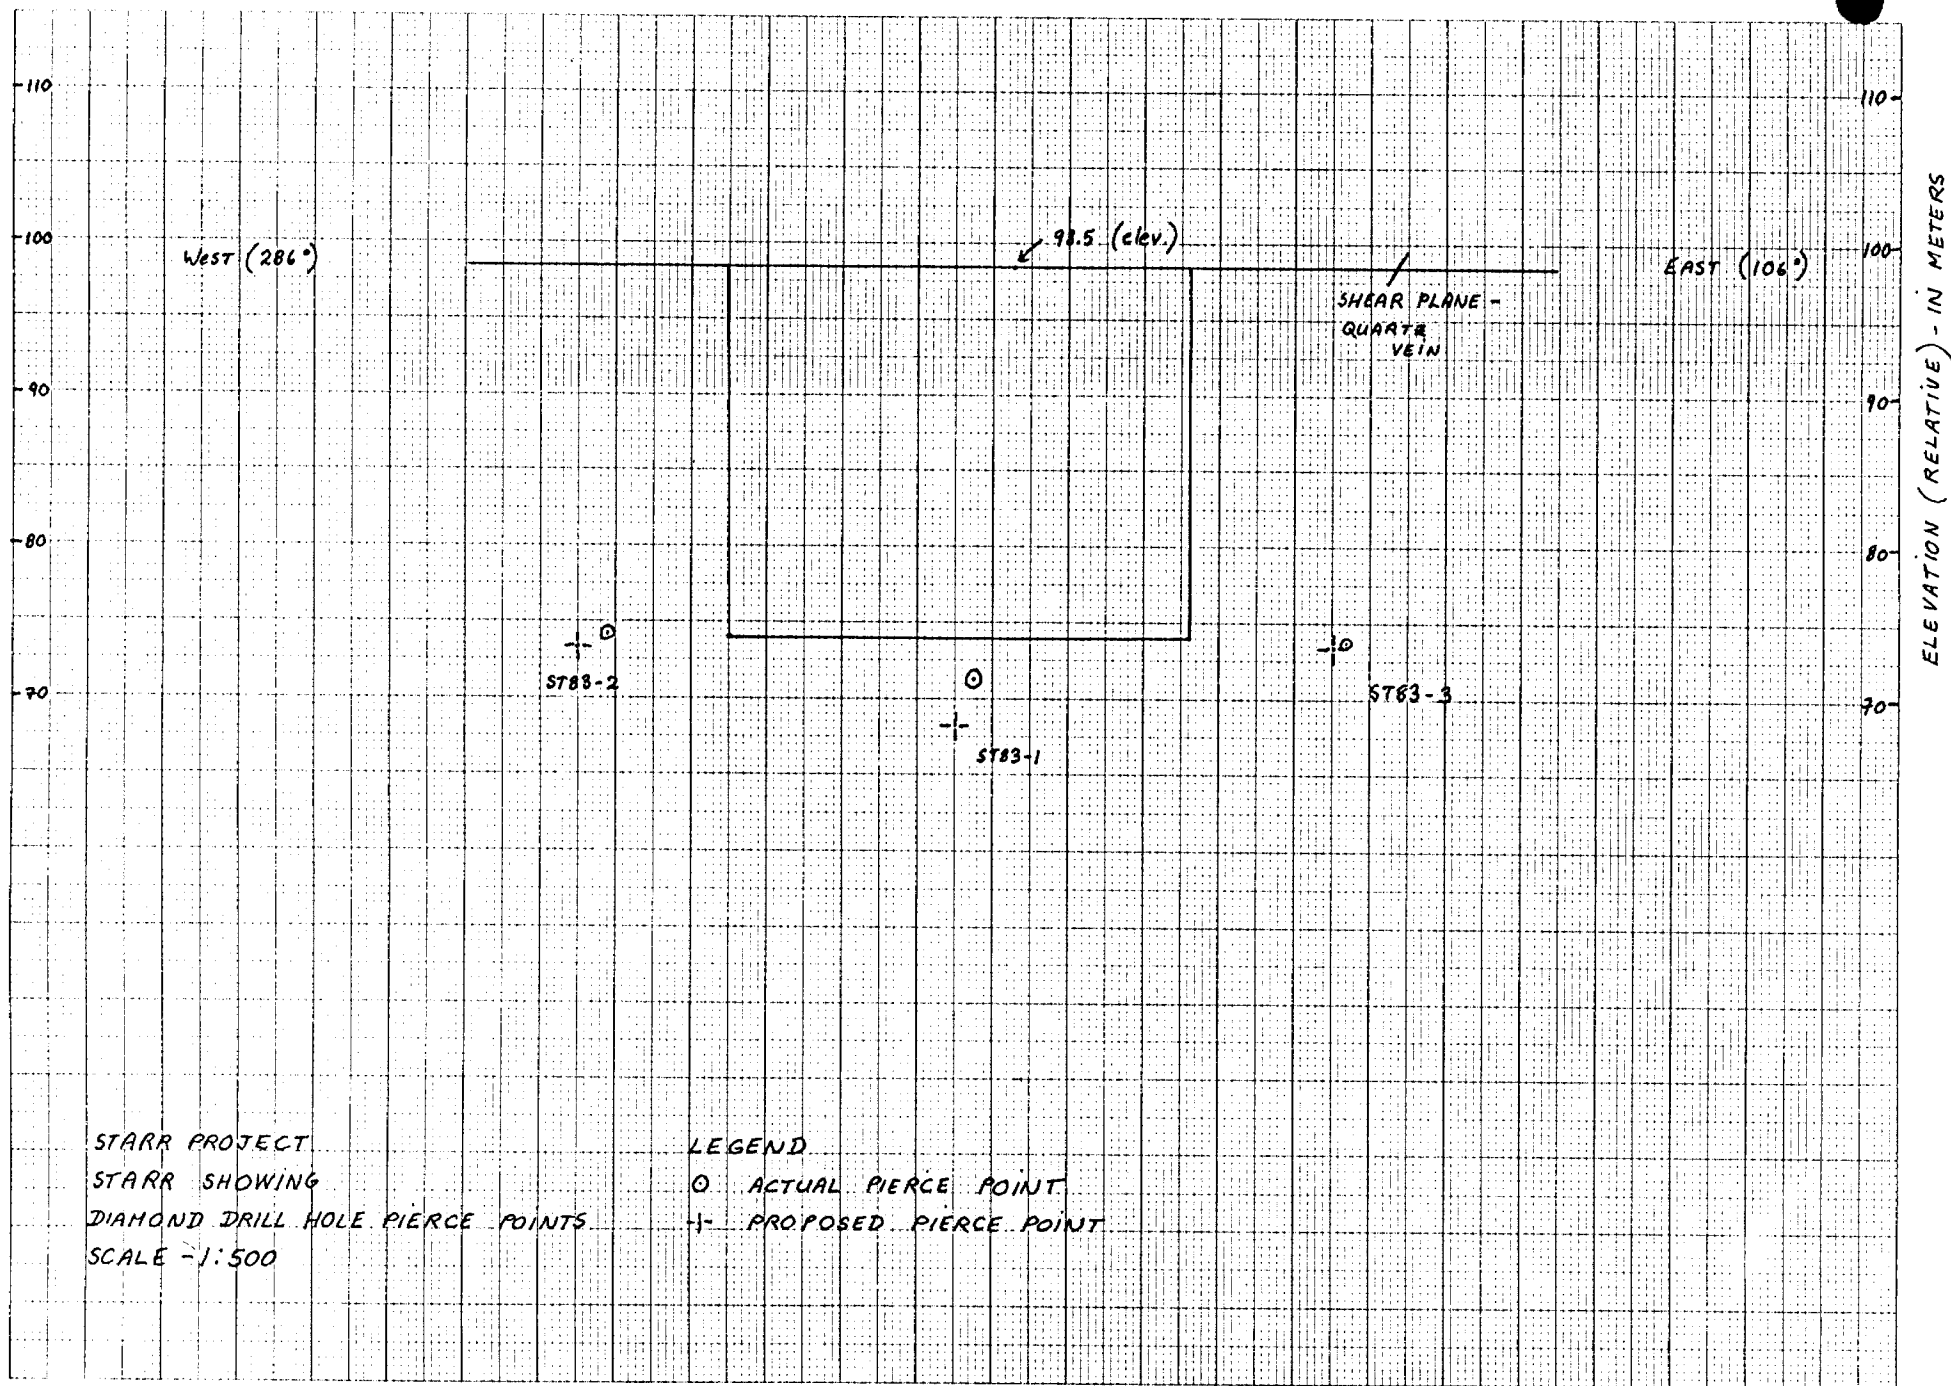 110
110
100
West (286°)
98.5 (elev.)
EAST (106°)
100
SHEAR PLANE -
QUARTZ
VEIN
90
90
80
80
ELEVATION (RELATIVE) - IN METERS
70
ST83-2
ST83-3
70
ST83-1
STARR PROJECT
STARR SHOWING
DIAMOND DRILL HOLE PIERCE POINTS
SCALE - 1:500
LEGEND
ACTUAL PIERCE POINT
PROPOSED PIERCE POINT